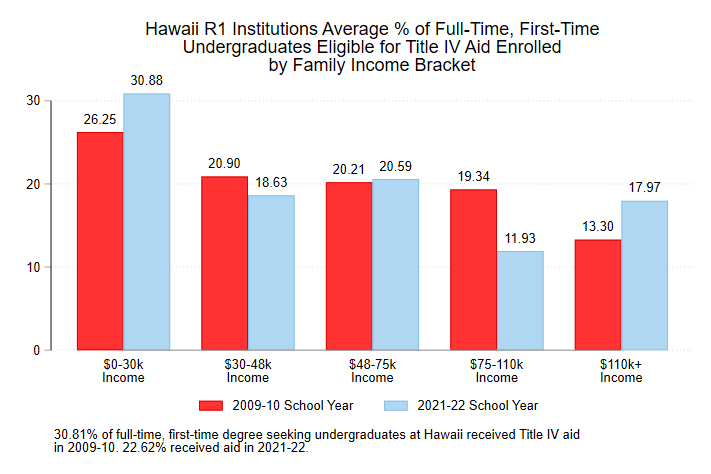 Hawaii R1 Institutions Average % of Full-Time, First-Time
Undergraduates Eligible for Title IV Aid Enrolled
by Family Income Bracket
30
20
10
0
26.25
30.88
20.90
18.63
20.21
20.59
19.34
11.93
13.30
17.97
$0-30k
Income
$30-48k
Income
$48-75k
Income
$75-110k
Income
$110k+
Income
2009-10 School Year
2021-22 School Year
30.81% of full-time, first-time degree seeking undergraduates at Hawaii received Title IV aid
in 2009-10. 22.62% received aid in 2021-22.